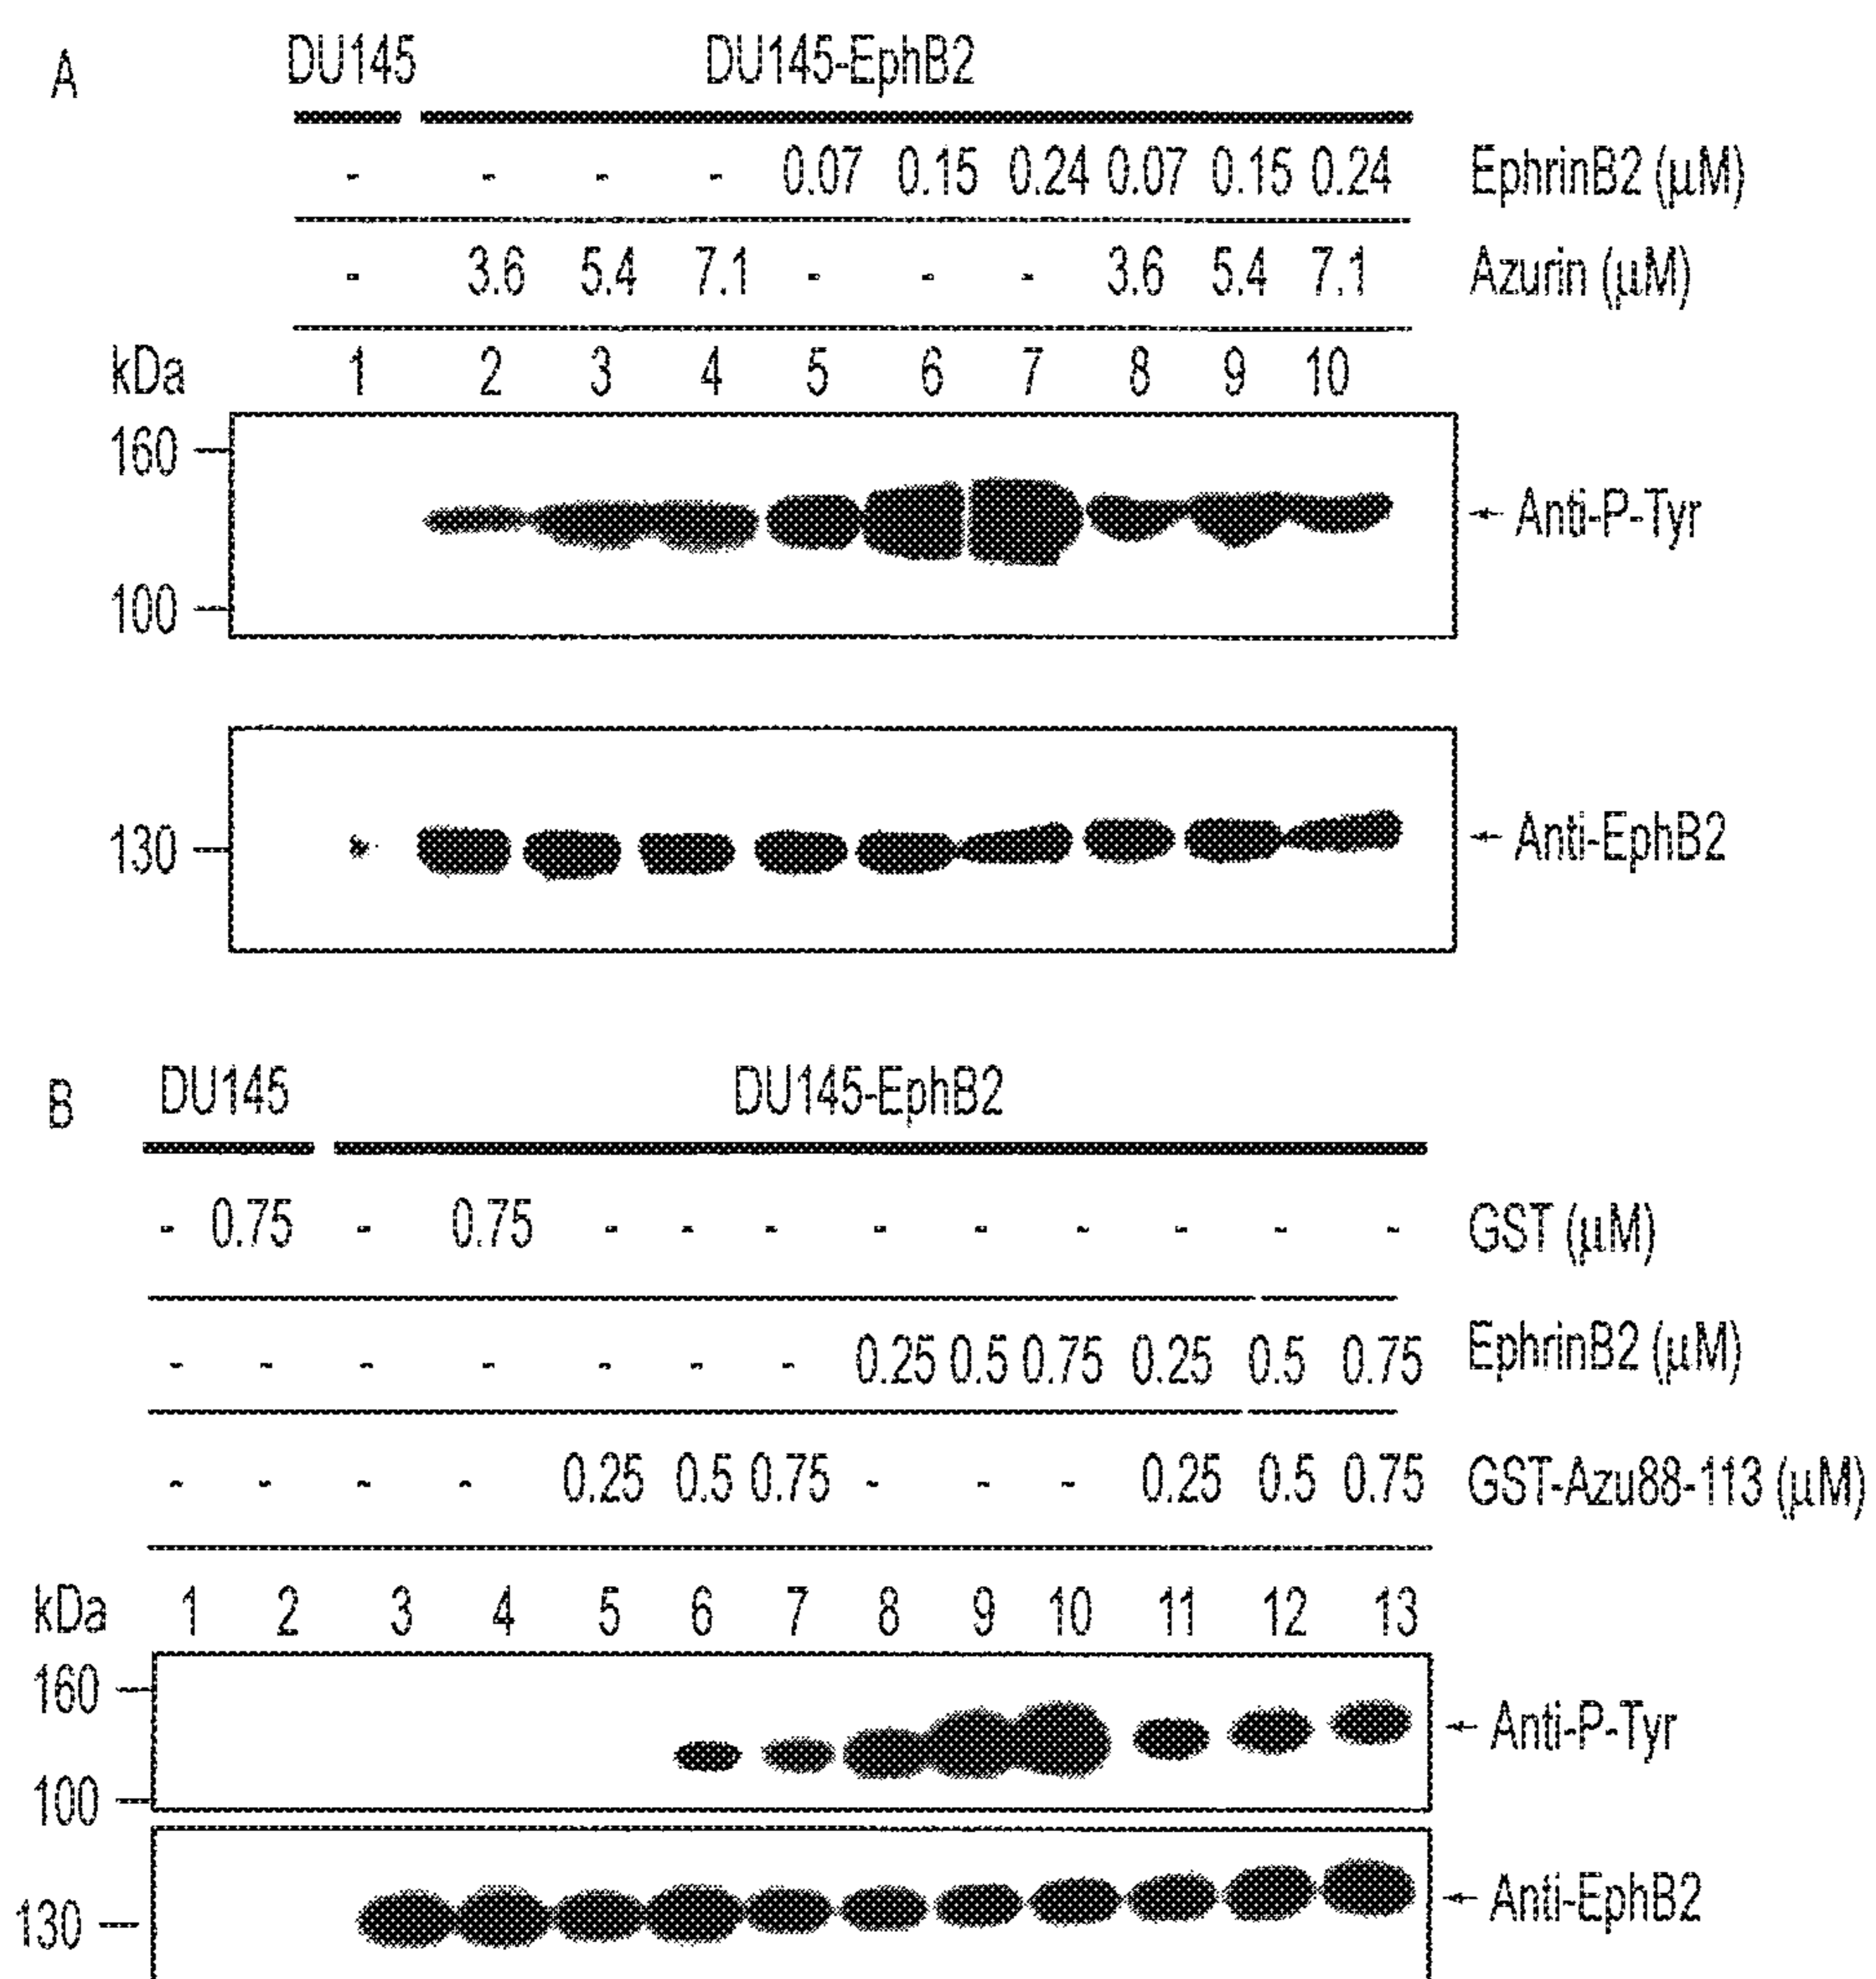 A DU145 DU145-EphB2
- - - - 0.07 0.15 0.24 0.07 0.15 0.24 EphrinB2 (µM)
- 3.6 5.4 7.1 - - - 3.6 5.4 7.1 Azurin (µM)
kDa 1 2 3 4 5 6 7 8 9 10
160
Anti-P-Tyr
100
130 Anti-EphB2
B DU145 DU145-EphB2
- 0.75 - 0.75 - - - - - - - - - GST (µM)
- - - - - - - 0.25 0.5 0.75 0.25 0.5 0.75 EphrinB2 (µM)
- - - - 0.25 0.5 0.75 - - - 0.25 0.5 0.75 GST-Azu88-113 (µM)
kDa 1 2 3 4 5 6 7 8 9 10 11 12 13
160
Anti-P-Tyr
100
130 Anti-EphB2